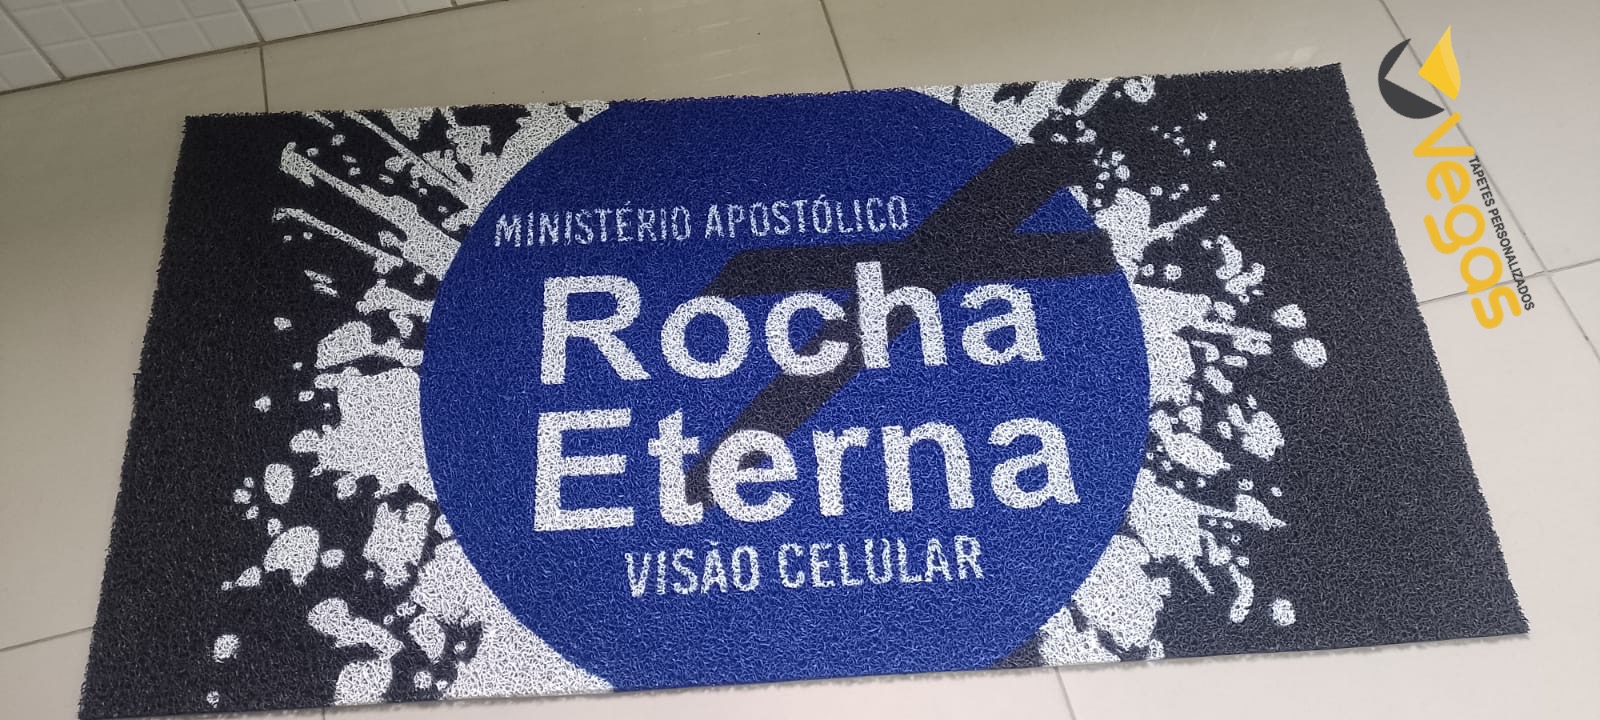 MINISTÉRIO APOSTÓLICO
Rocha
Eterna
VISÃO CELULAR
Vegas
TAPETES PERSONALIZADOS